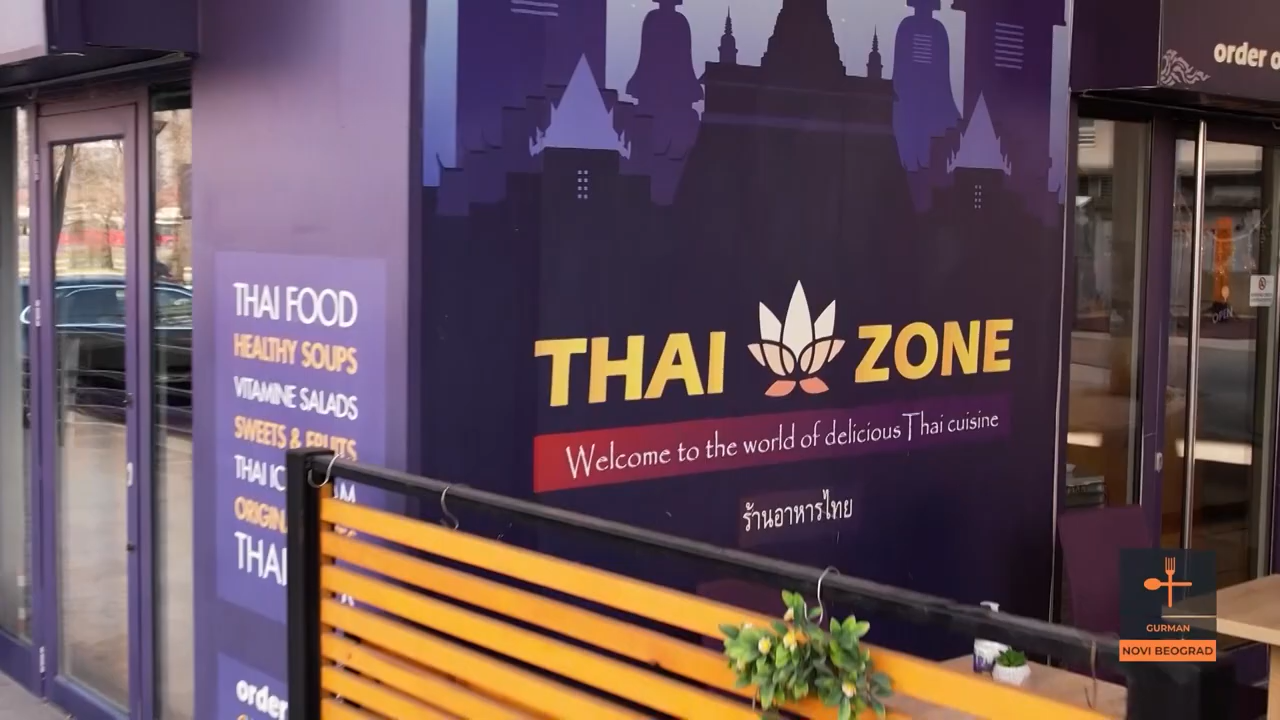 THAI FOOD
HEALTHY SOUPS
VITAMINE SALADS
SWEETS & FRUITS
THAI
order
THAI ZONE
Welcome to the world of delicious Thai cuisine
ร้านอาหารไทย
order
OPEN
GURMAN
NOVI BEOGRAD